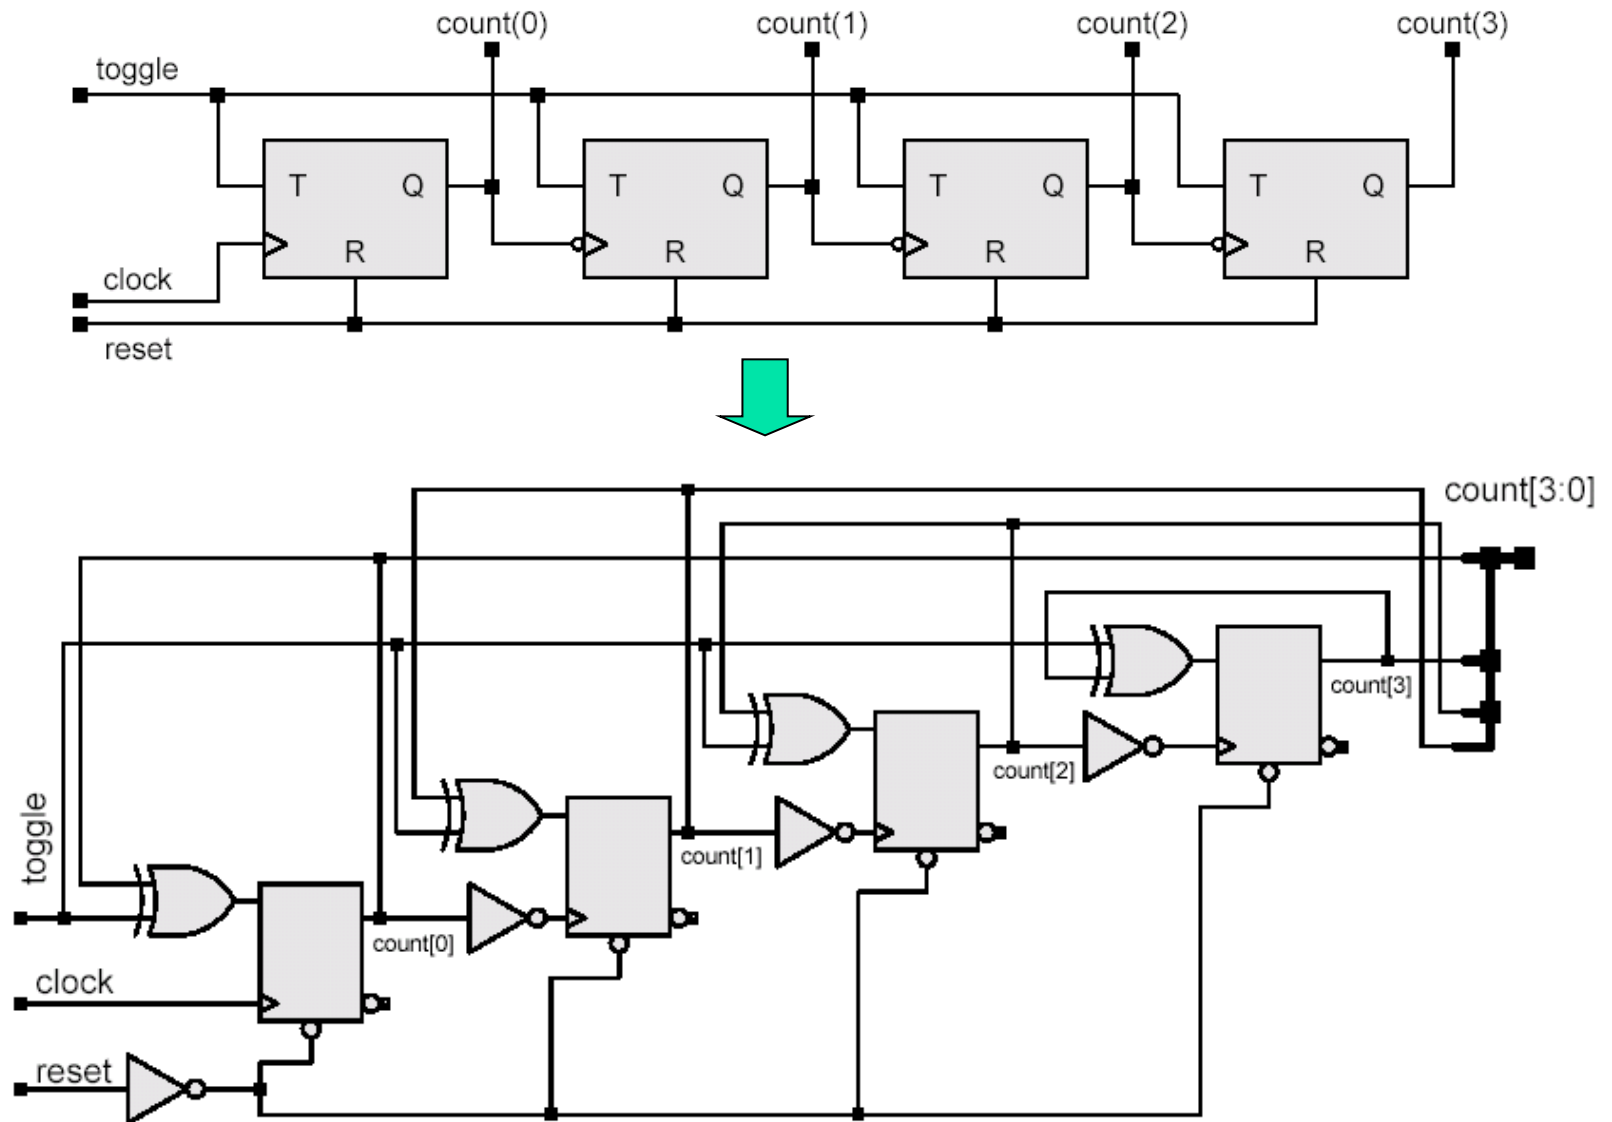 count(0) count(1) count(2) count(3)
toggle
T Q T Q T Q T Q
R R R R
clock
reset
count[3:0]
count[3]
count[2]
toggle
count[1]
count[0]
clock
reset